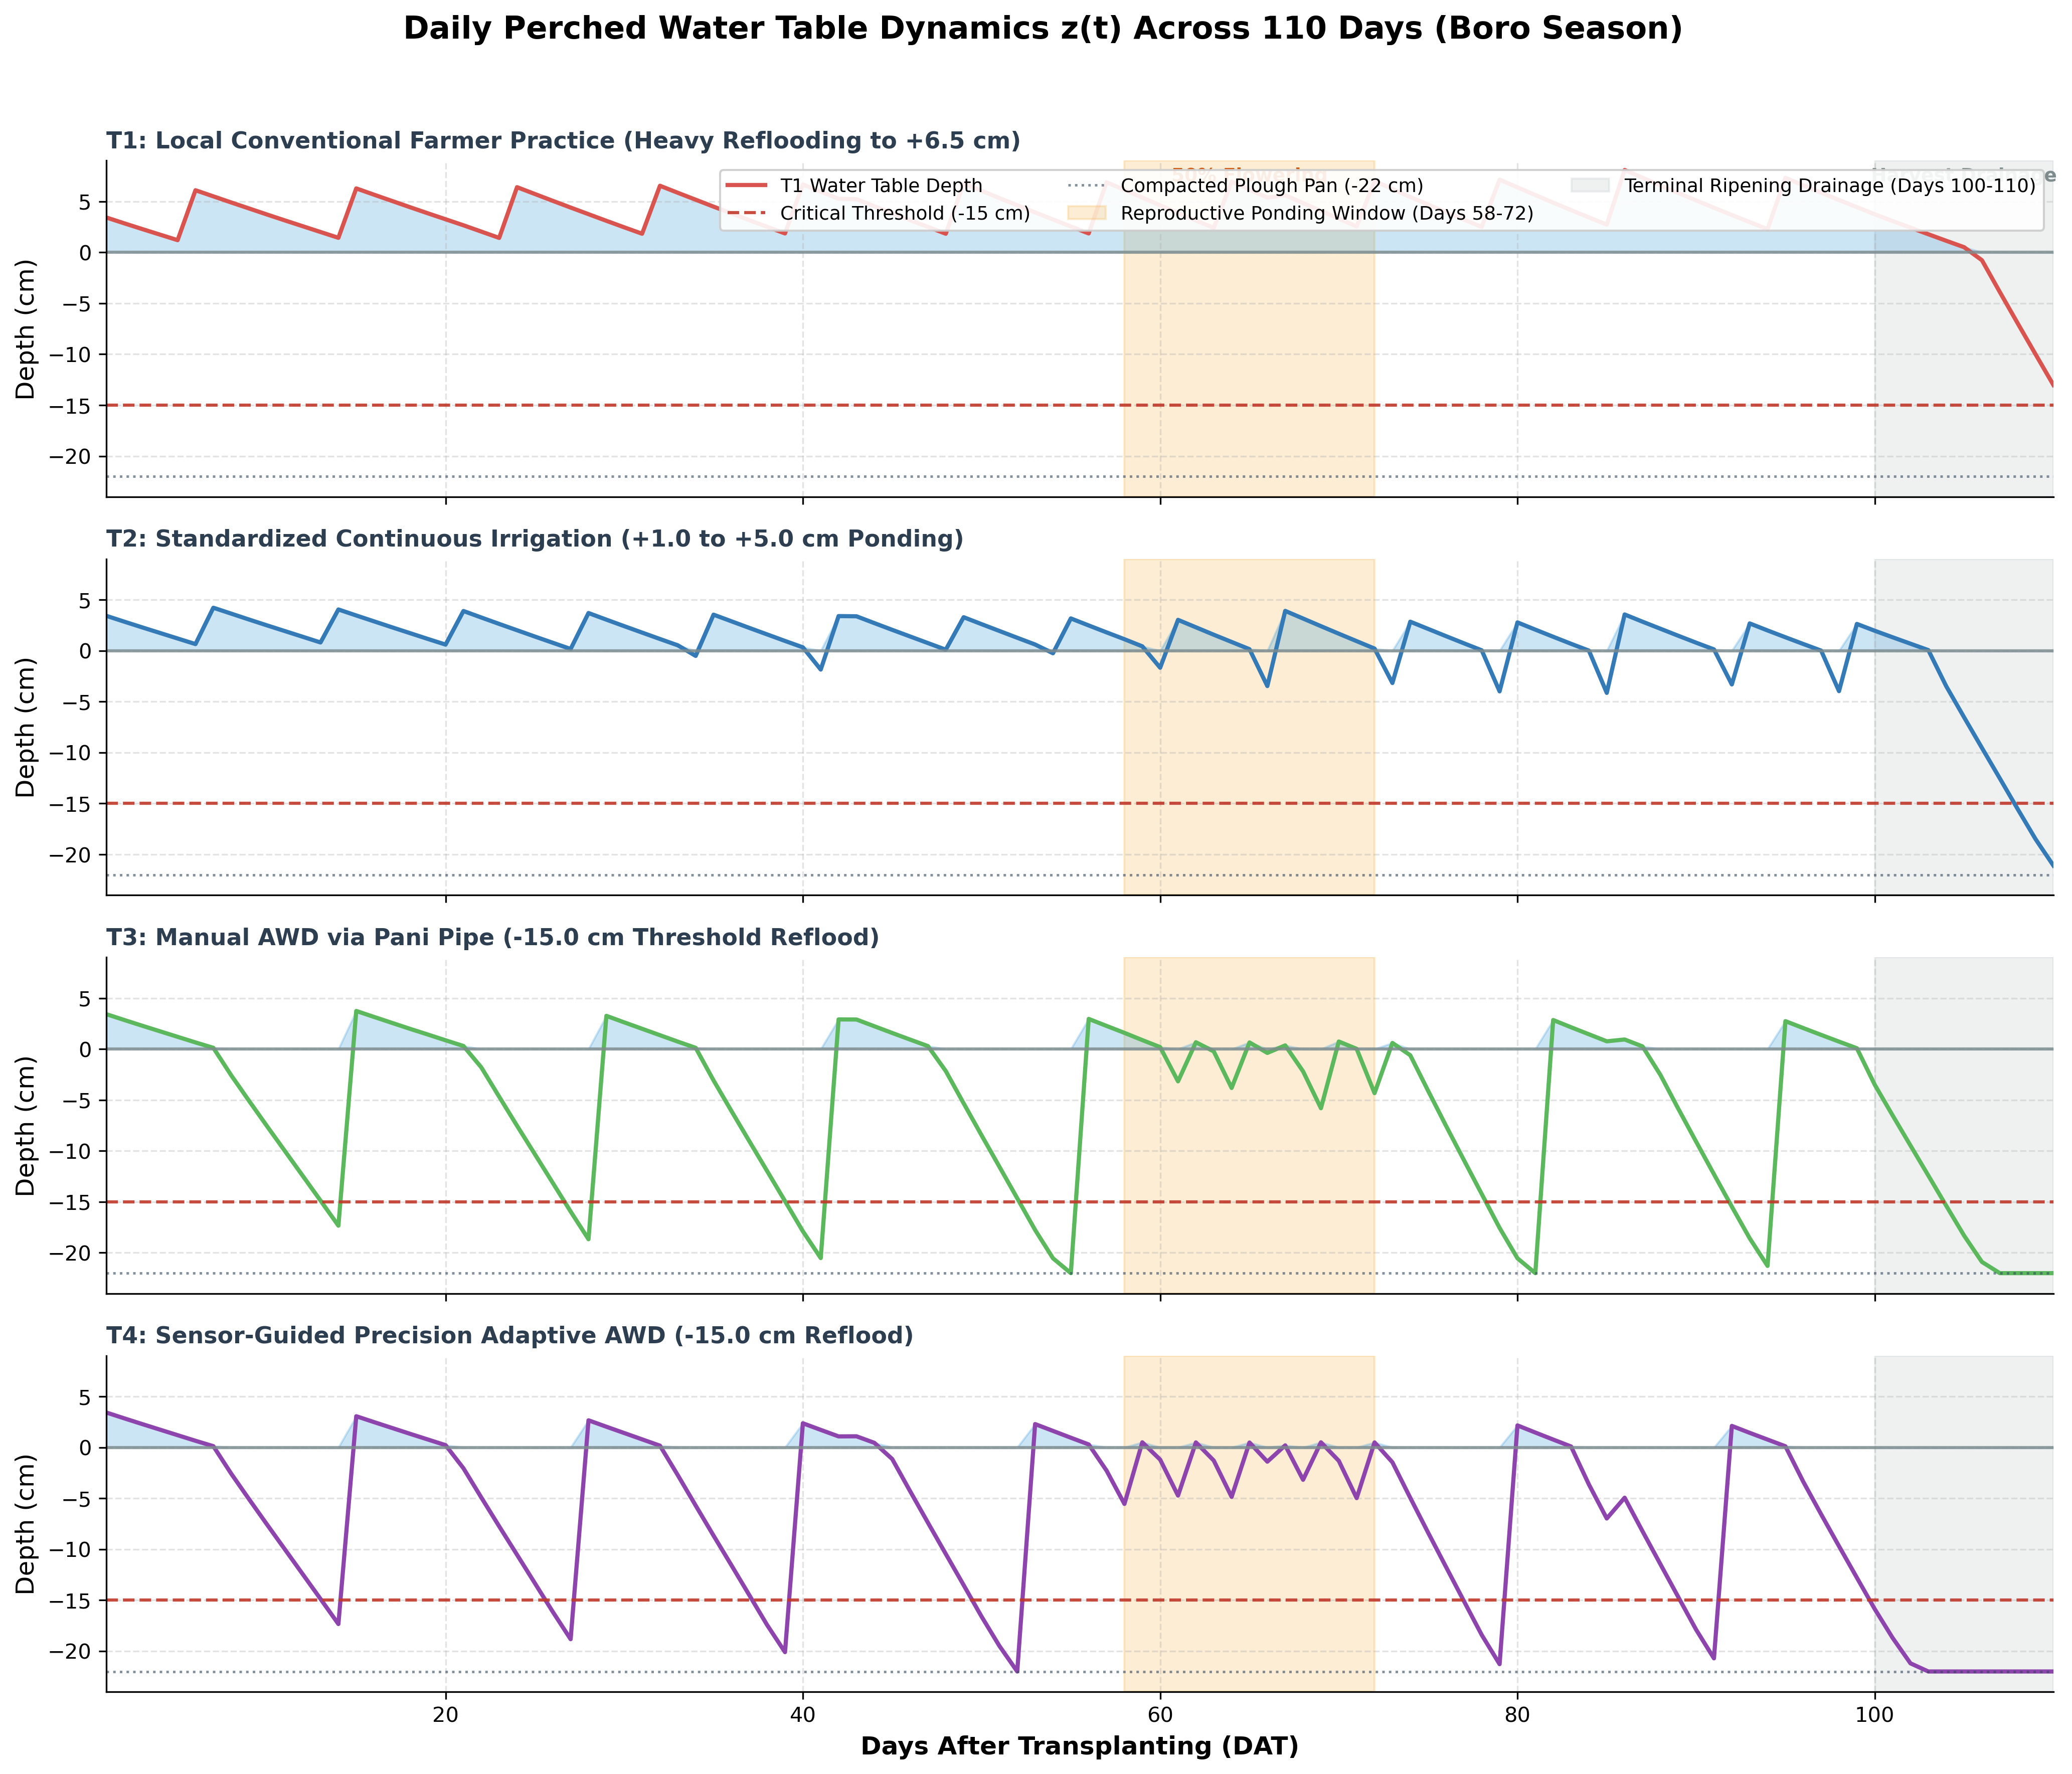 Daily Perched Water Table Dynamics z(t) Across 110 Days (Boro Season)
T1: Local Conventional Farmer Practice (Heavy Reflooding to +6.5 cm)
50% Flowering
T1 Water Table Depth
Critical Threshold (-15 cm)
Compacted Plough Pan (-22 cm)
Reproductive Ponding Window (Days 58-72)
Terminal Ripening Drainage (Days 100-110)
Harvest Drainage
Depth (cm)
5
0
−5
−10
−15
−20
T2: Standardized Continuous Irrigation (+1.0 to +5.0 cm Ponding)
Depth (cm)
5
0
−5
−10
−15
−20
T3: Manual AWD via Pani Pipe (-15.0 cm Threshold Reflood)
Depth (cm)
5
0
−5
−10
−15
−20
T4: Sensor-Guided Precision Adaptive AWD (-15.0 cm Reflood)
Depth (cm)
5
0
−5
−10
−15
−20
20 40 60 80 100
Days After Transplanting (DAT)